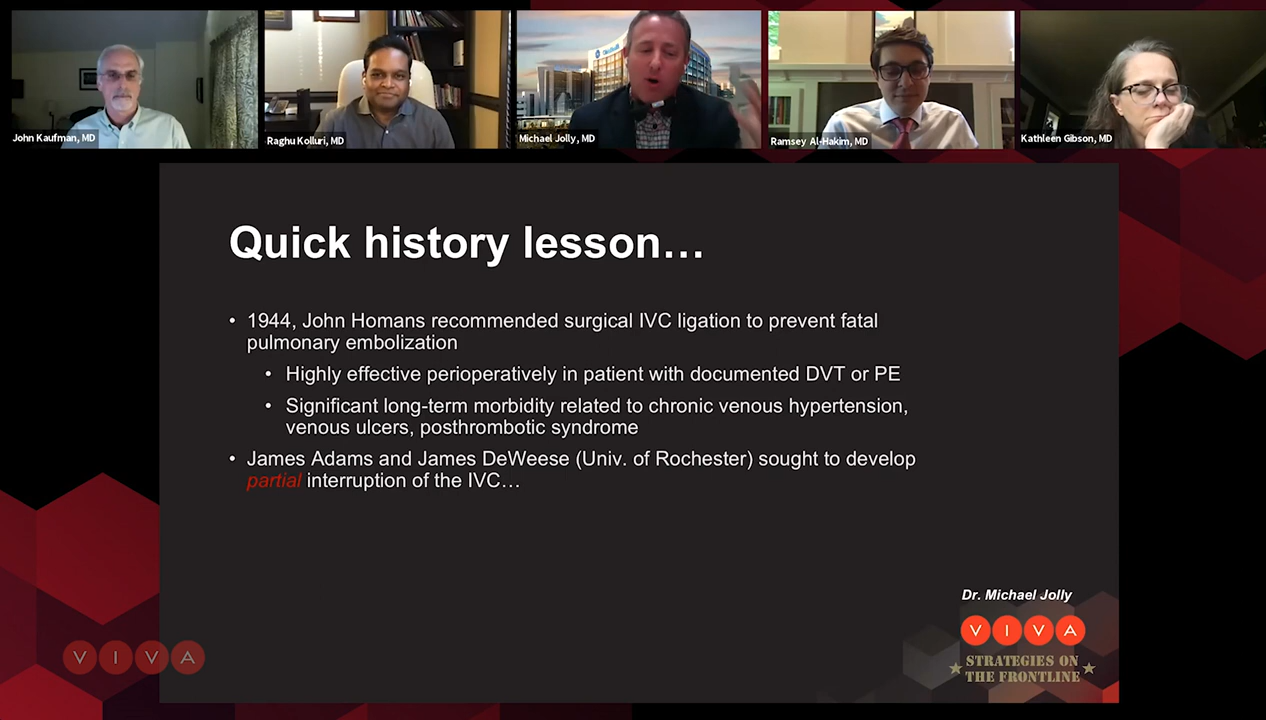 John Kaufman, MD
Raghu Kolluri, MD
Michael Jolly, MD
Ramsey Al-Hakim, MD
Kathleen Gibson, MD
Quick history lesson…
• 1944, John Homans recommended surgical IVC ligation to prevent fatal
pulmonary embolization
• Highly effective perioperatively in patient with documented DVT or PE
• Significant long-term morbidity related to chronic venous hypertension,
venous ulcers, posthrombotic syndrome
• James Adams and James DeWeese (Univ. of Rochester) sought to develop
partial interruption of the IVC…
Dr. Michael Jolly
VIVA
STRATEGIES ON
THE FRONTLINE
VIVA